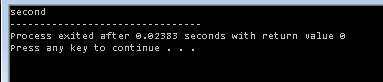 second
--------------------------------
Process exited after 0.02383 seconds with return value 0
Press any key to continue . . .